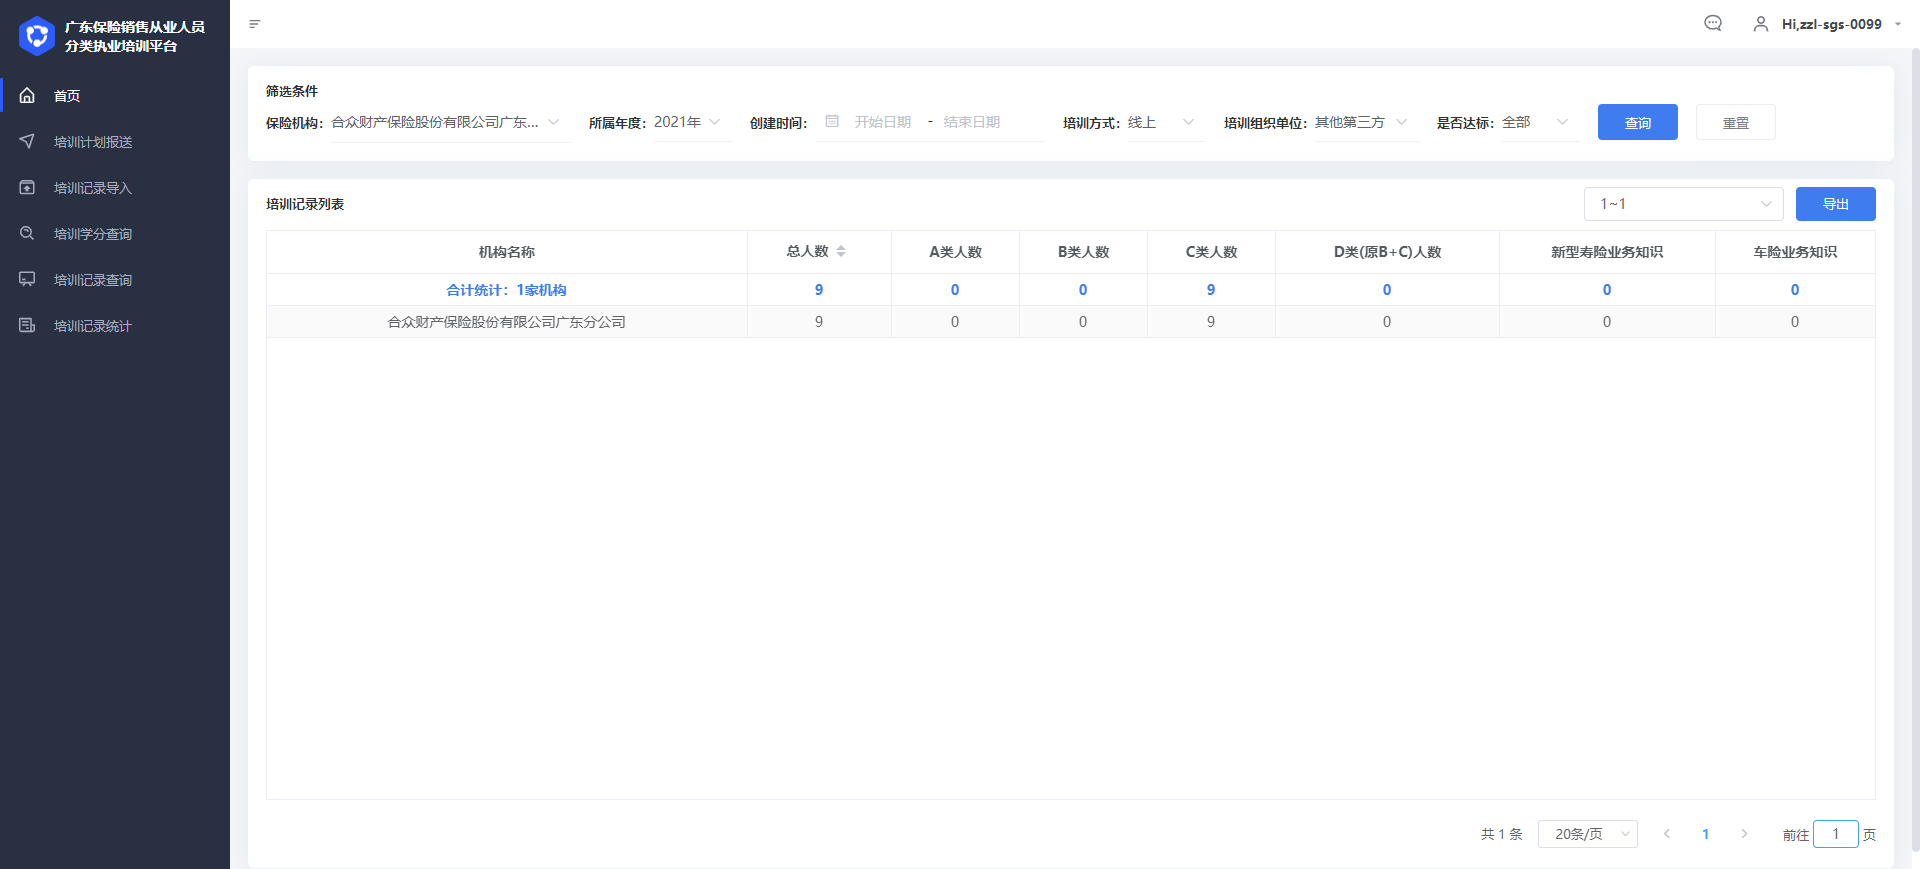 广东保险销售从业人员
分类执业培训平台
首页
培训计划报送
培训记录导入
培训学分查询
培训记录查询
培训记录统计
Hi,zzl-sgs-0099
筛选条件
保险机构： 合众财产保险股份有限公司广东... 所属年度： 2021年 创建时间： 开始日期 - 结束日期 培训方式： 线上 培训组织单位： 其他第三方 是否达标： 全部 查询 重置
培训记录列表 1~1 导出
机构名称 总人数 A类人数 B类人数 C类人数 D类(原B+C)人数 新型寿险业务知识 车险业务知识
合计统计：1家机构 9 0 0 9 0 0 0
合众财产保险股份有限公司广东分公司 9 0 0 9 0 0 0
共 1 条 20条/页 1 前往 1 页